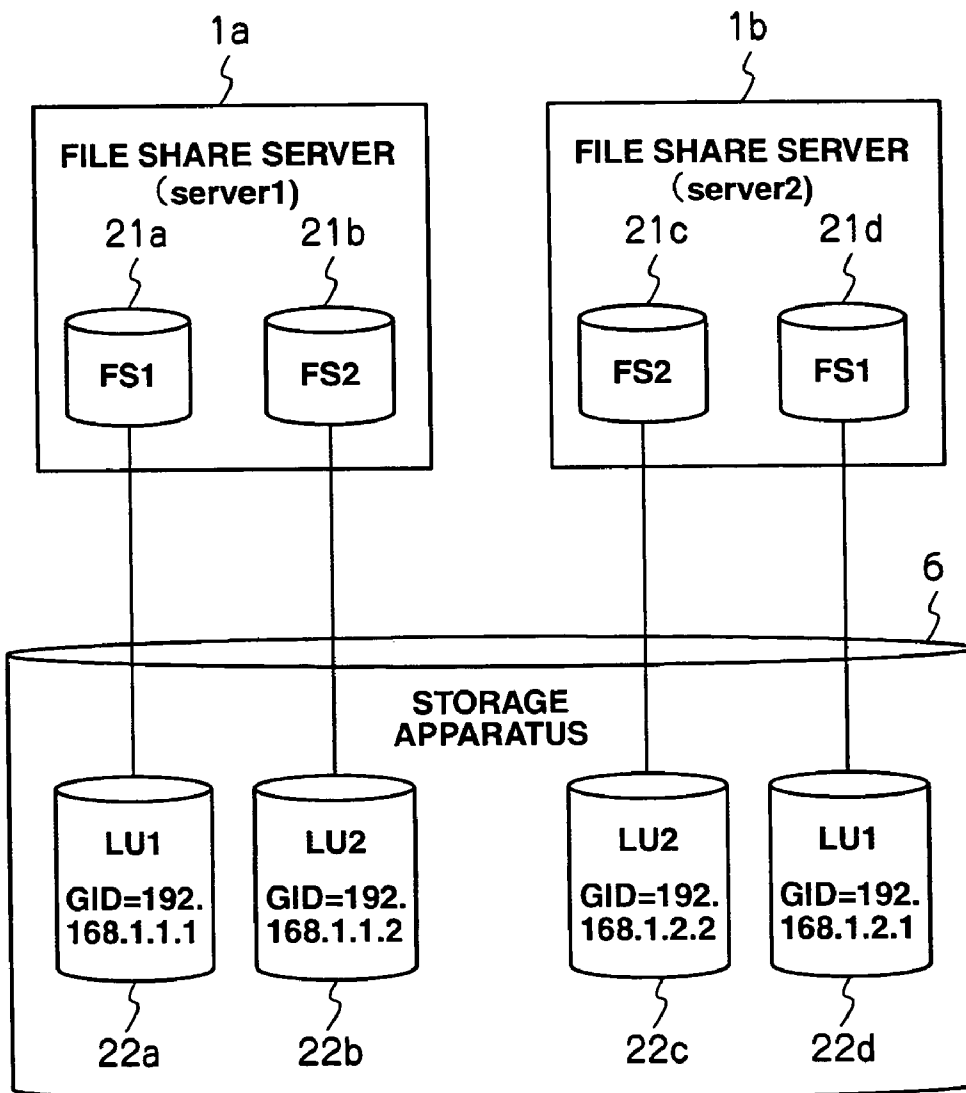 1a
1b
FILE SHARE SERVER
(server1)
FILE SHARE SERVER
(server2)
21a
21b
21c
21d
FS1
FS2
FS2
FS1
6
STORAGE
APPARATUS
LU1
GID=192.
168.1.1.1
LU2
GID=192.
168.1.1.2
LU2
GID=192.
168.1.2.2
LU1
GID=192.
168.1.2.1
22a
22b
22c
22d